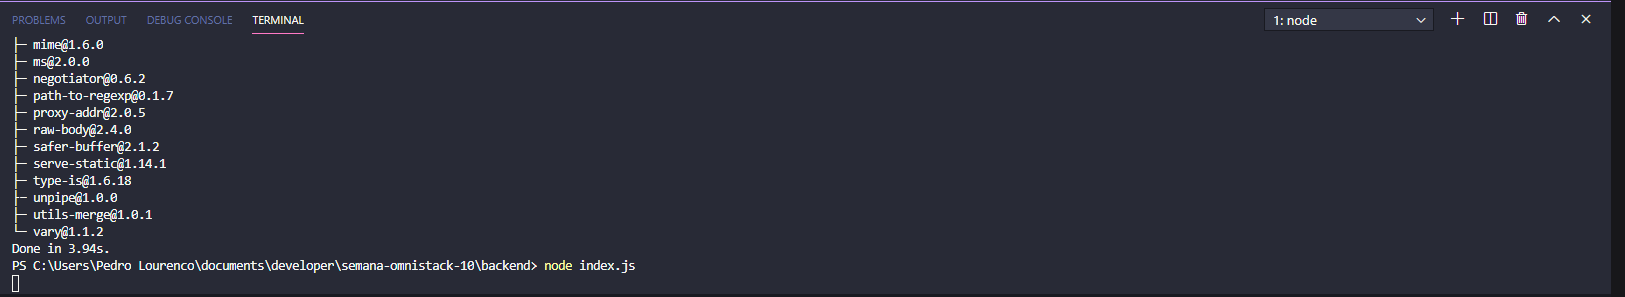 PROBLEMS OUTPUT DEBUG CONSOLE TERMINAL 1: node
├─ mime@1.6.0
├─ ms@2.0.0
├─ negotiator@0.6.2
├─ path-to-regexp@0.1.7
├─ proxy-addr@2.0.5
├─ raw-body@2.4.0
├─ safer-buffer@2.1.2
├─ serve-static@1.14.1
├─ type-is@1.6.18
├─ unpipe@1.0.0
├─ utils-merge@1.0.1
└─ vary@1.1.2
Done in 3.94s.
PS C:\Users\Pedro Lourenco\documents\developer\semana-omnistack-10\backend> node index.js